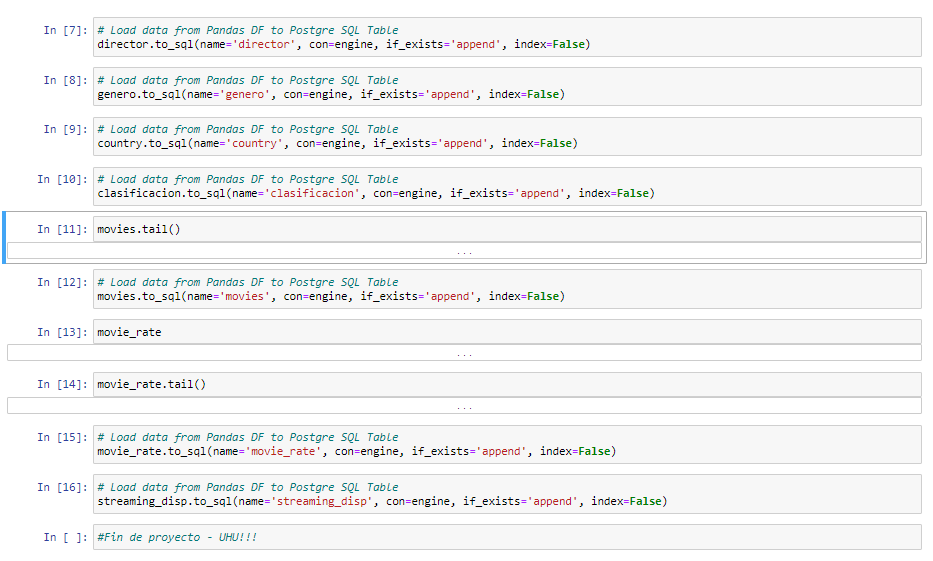 In [7]:
# Load data from Pandas DF to Postgre SQL Table
director.to_sql(name='director', con=engine, if_exists='append', index=False)
In [8]:
# Load data from Pandas DF to Postgre SQL Table
genero.to_sql(name='genero', con=engine, if_exists='append', index=False)
In [9]:
# Load data from Pandas DF to Postgre SQL Table
country.to_sql(name='country', con=engine, if_exists='append', index=False)
In [10]:
# Load data from Pandas DF to Postgre SQL Table
clasificacion.to_sql(name='clasificacion', con=engine, if_exists='append', index=False)
In [11]:
movies.tail()
...
In [12]:
# Load data from Pandas DF to Postgre SQL Table
movies.to_sql(name='movies', con=engine, if_exists='append', index=False)
In [13]:
movie_rate
...
In [14]:
movie_rate.tail()
...
In [15]:
# Load data from Pandas DF to Postgre SQL Table
movie_rate.to_sql(name='movie_rate', con=engine, if_exists='append', index=False)
In [16]:
# Load data from Pandas DF to Postgre SQL Table
streaming_disp.to_sql(name='streaming_disp', con=engine, if_exists='append', index=False)
In [ ]:
#Fin de proyecto - UHU!!!